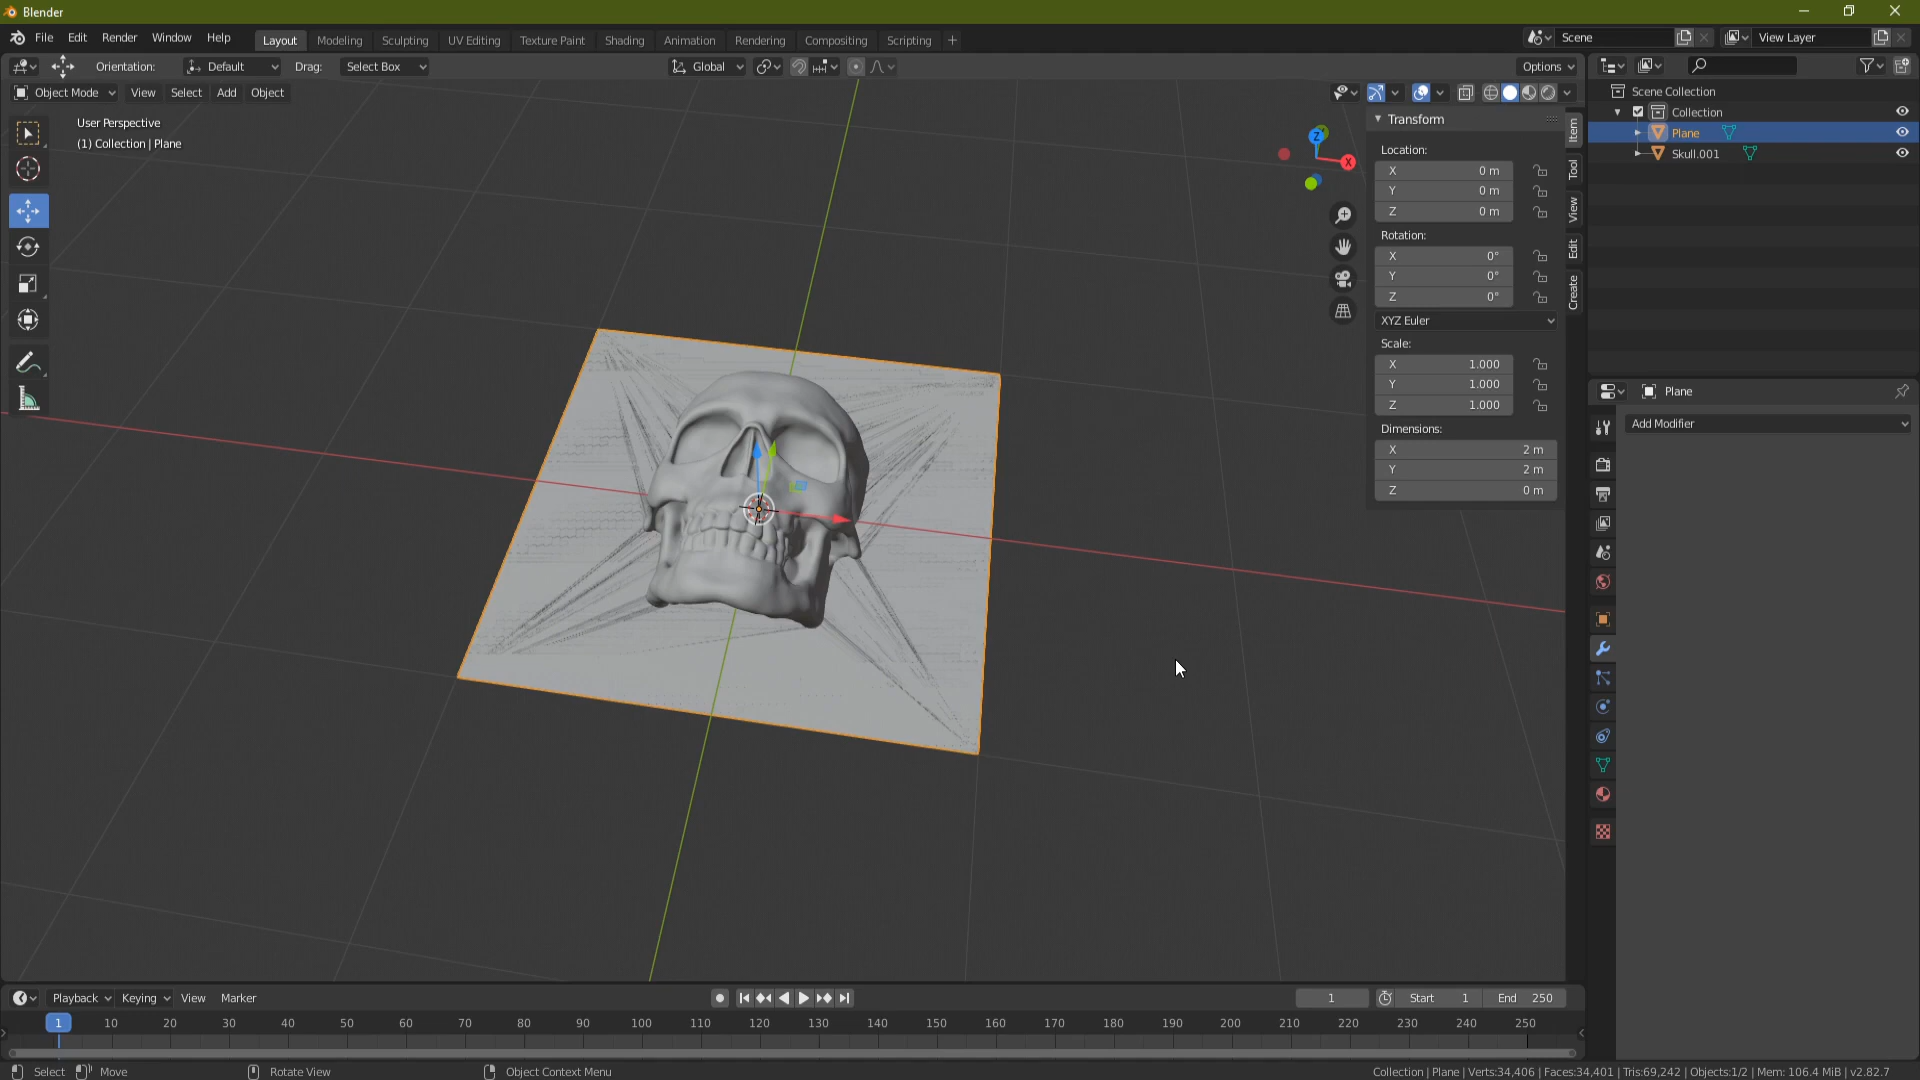 Blender
File Edit Render Window Help Layout Modeling Sculpting UV Editing Texture Paint Shading Animation Rendering Compositing Scripting + Scene View Layer
Orientation: Default Drag: Select Box Global Options
Object Mode View Select Add Object
User Perspective
(1) Collection | Plane
Z
X
Transform
Location:
X 0 m
Y 0 m
Z 0 m
Rotation:
X 0°
Y 0°
Z 0°
XYZ Euler
Scale:
X 1.000
Y 1.000
Z 1.000
Dimensions:
X 2 m
Y 2 m
Z 0 m
Item
Tool
View
Edit
Create
Scene Collection
Collection
Plane
Skull.001
Plane
Add Modifier
Playback Keying View Marker 1 Start 1 End 250
1 10 20 30 40 50 60 70 80 90 100 110 120 130 140 150 160 170 180 190 200 210 220 230 240 250
Select Move Rotate View Object Context Menu Collection | Plane | Verts:34,406 | Faces:34,401 | Tris:69,242 | Objects:1/2 | Mem: 106.4 MiB | v2.82.7